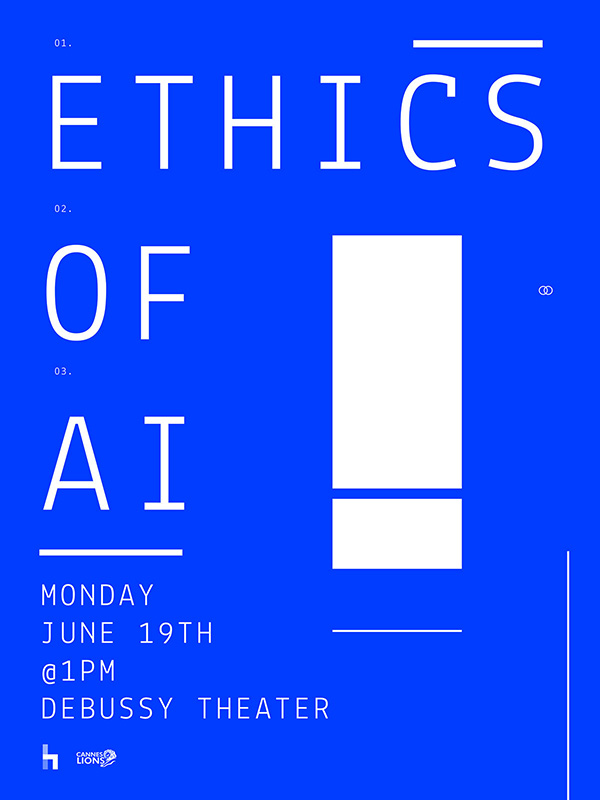 01.
ETHICS
02.
OF
03.
AI
MONDAY
JUNE 19TH
@1PM
DEBUSSY THEATER
CANNES
LIONS